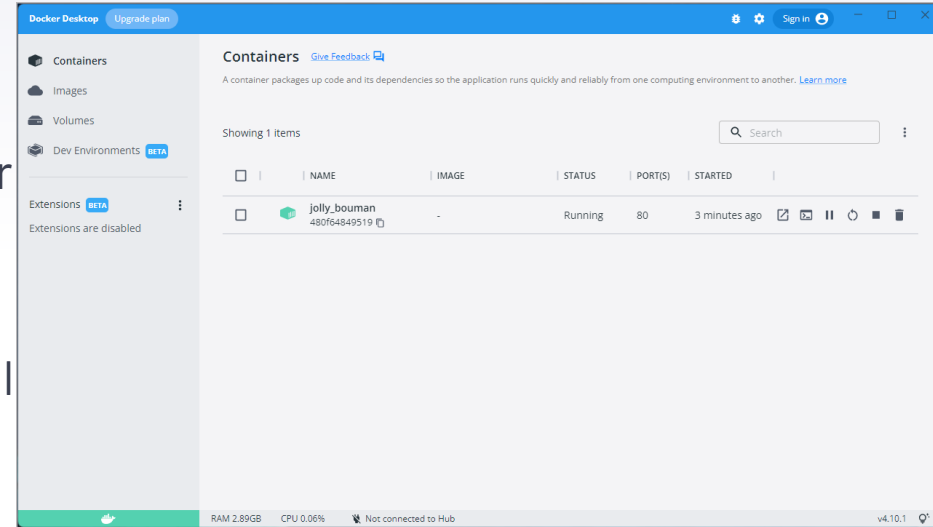 Docker Desktop Upgrade plan Sign in
Containers
Images
Volumes
Dev Environments BETA
Extensions BETA
Extensions are disabled
Containers Give Feedback
A container packages up code and its dependencies so the application runs quickly and reliably from one computing environment to another. Learn more
Showing 1 items
Search
NAME IMAGE STATUS PORT(S) STARTED
jolly_bouman - Running 80 3 minutes ago
480f64849519
RAM 2.89GB CPU 0.06% Not connected to Hub v4.10.1